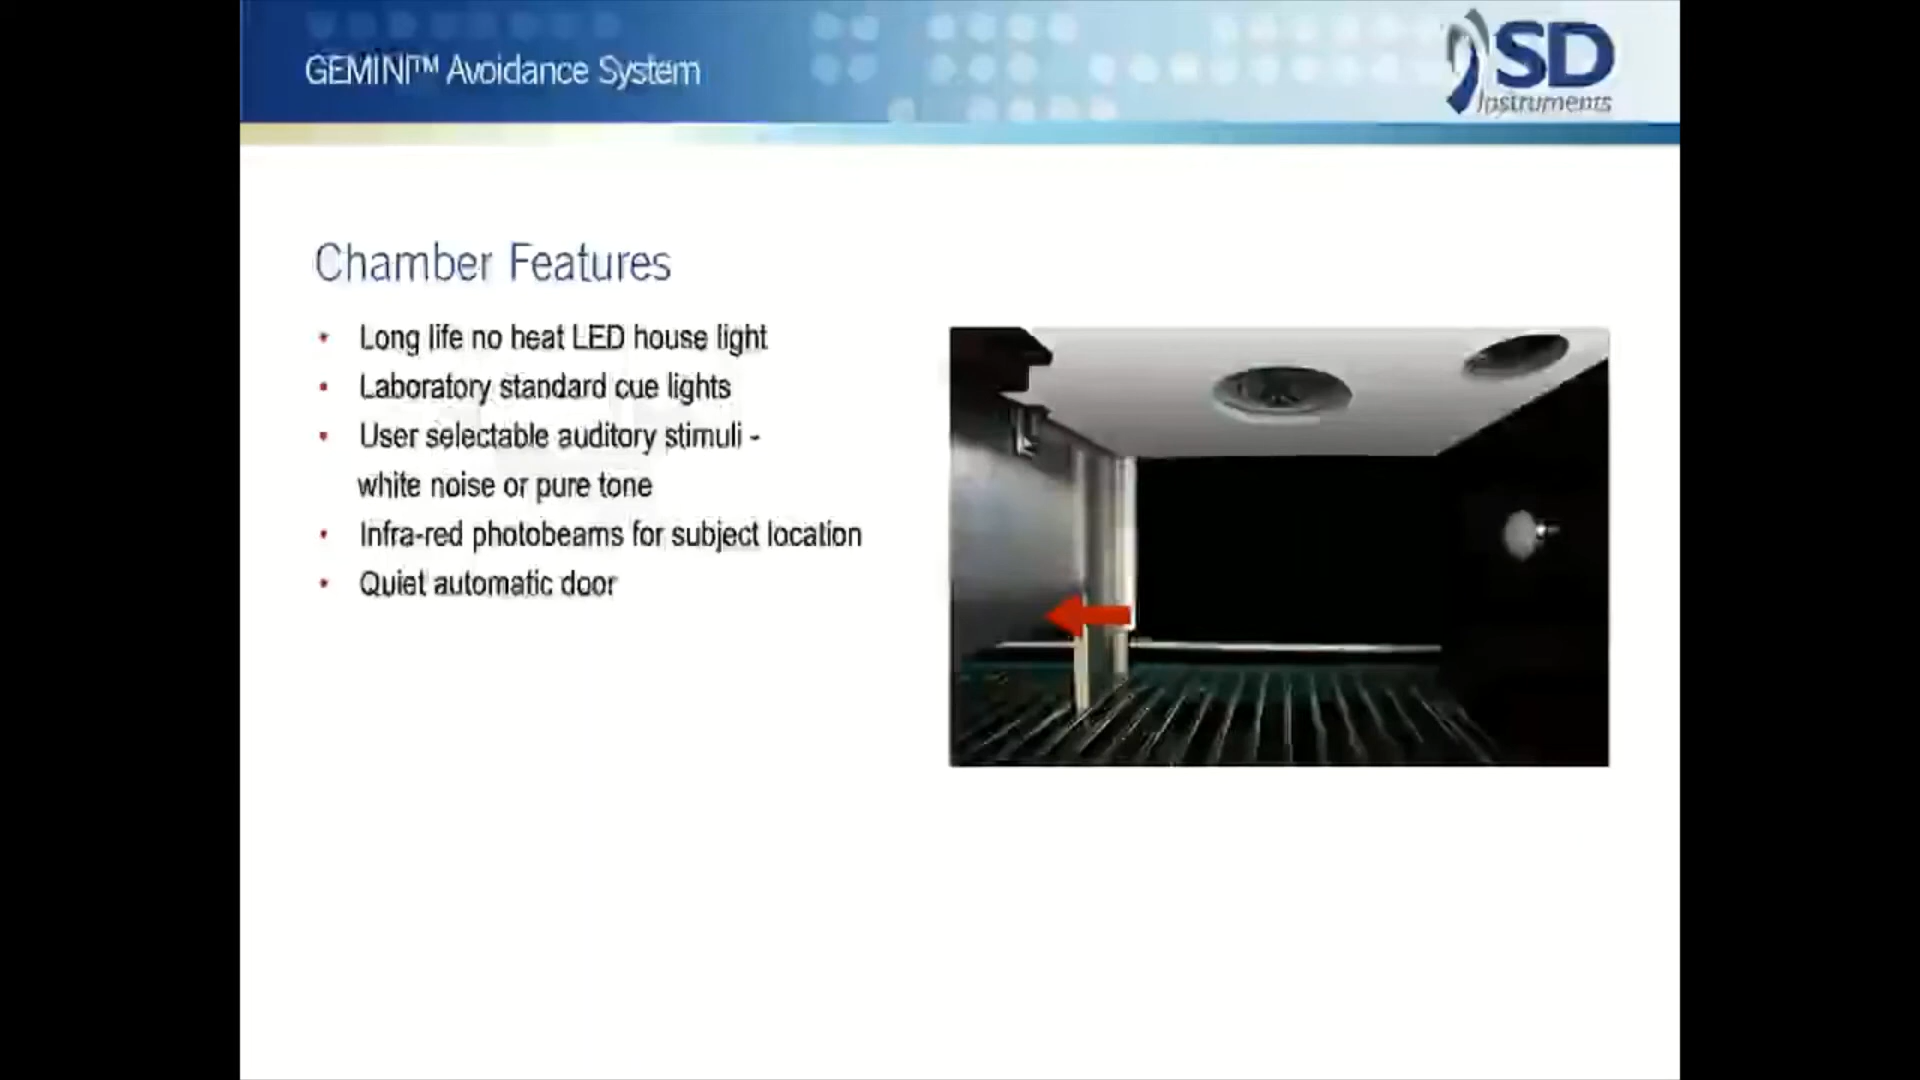 GEMINI™ Avoidance System
SD
Instruments
Chamber Features
• Long life no heat LED house light
• Laboratory standard cue lights
• User selectable auditory stimuli -
white noise or pure tone
• Infra-red photobeams for subject location
• Quiet automatic door